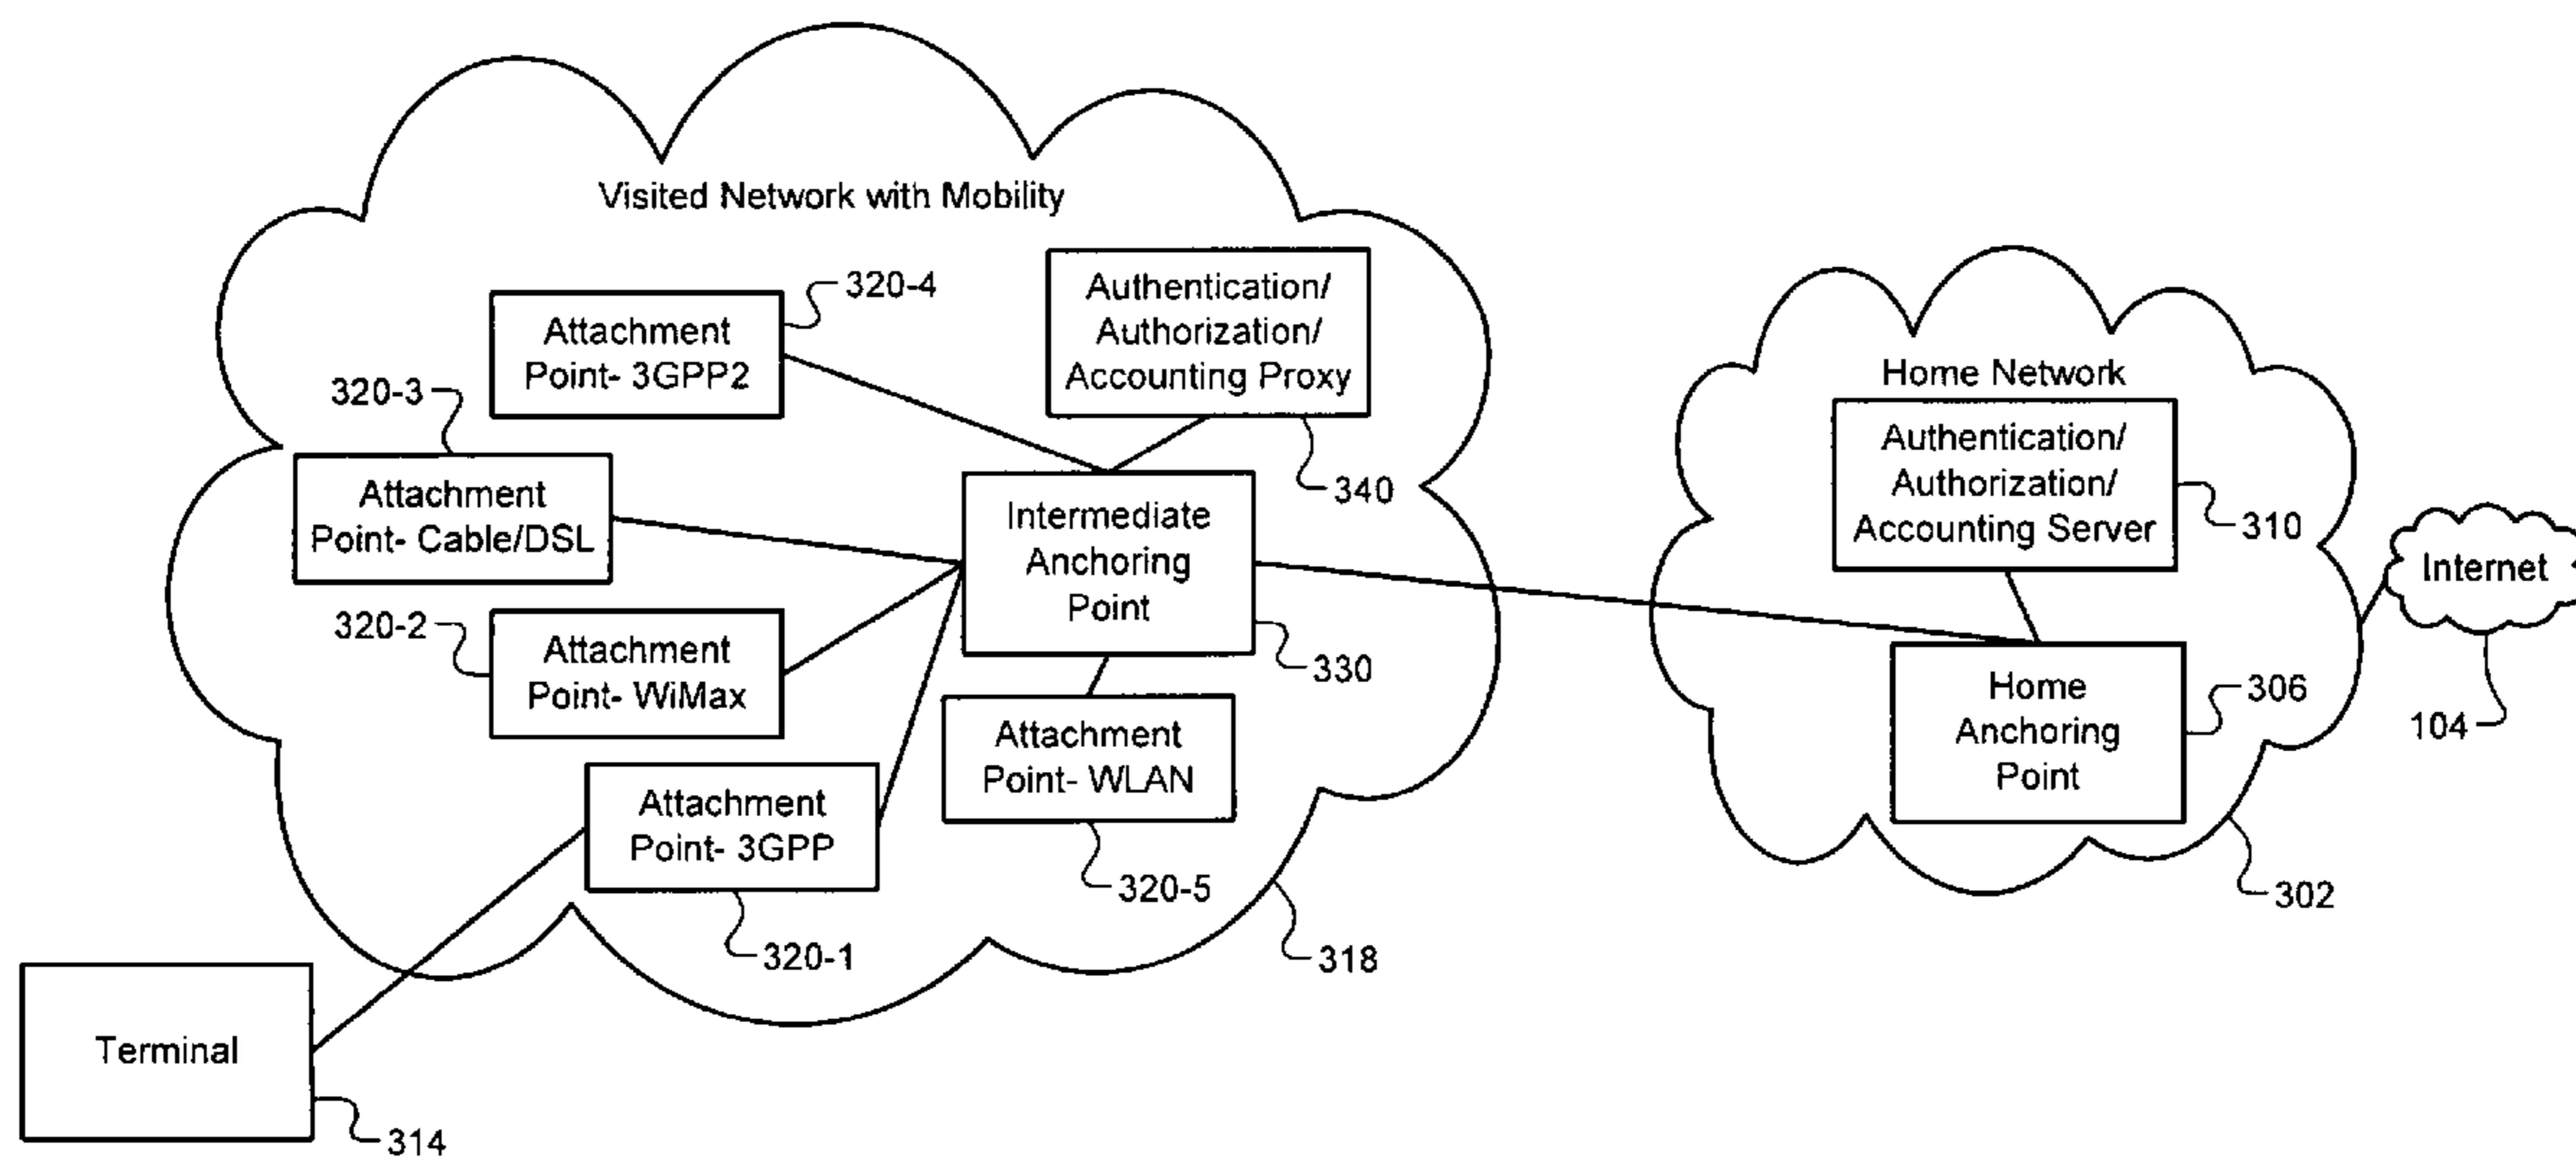 Visited Network with Mobility
320-4
Attachment
Point- 3GPP2
Authentication/
Authorization/
Accounting Proxy
340
320-3
Attachment
Point- Cable/DSL
Intermediate
Anchoring
Point
330
320-2
Attachment
Point- WiMax
Attachment
Point- WLAN
320-5
Attachment
Point- 3GPP
320-1
318
Terminal
314
Home Network
Authentication/
Authorization/
Accounting Server
310
Home
Anchoring
Point
306
302
Internet
104